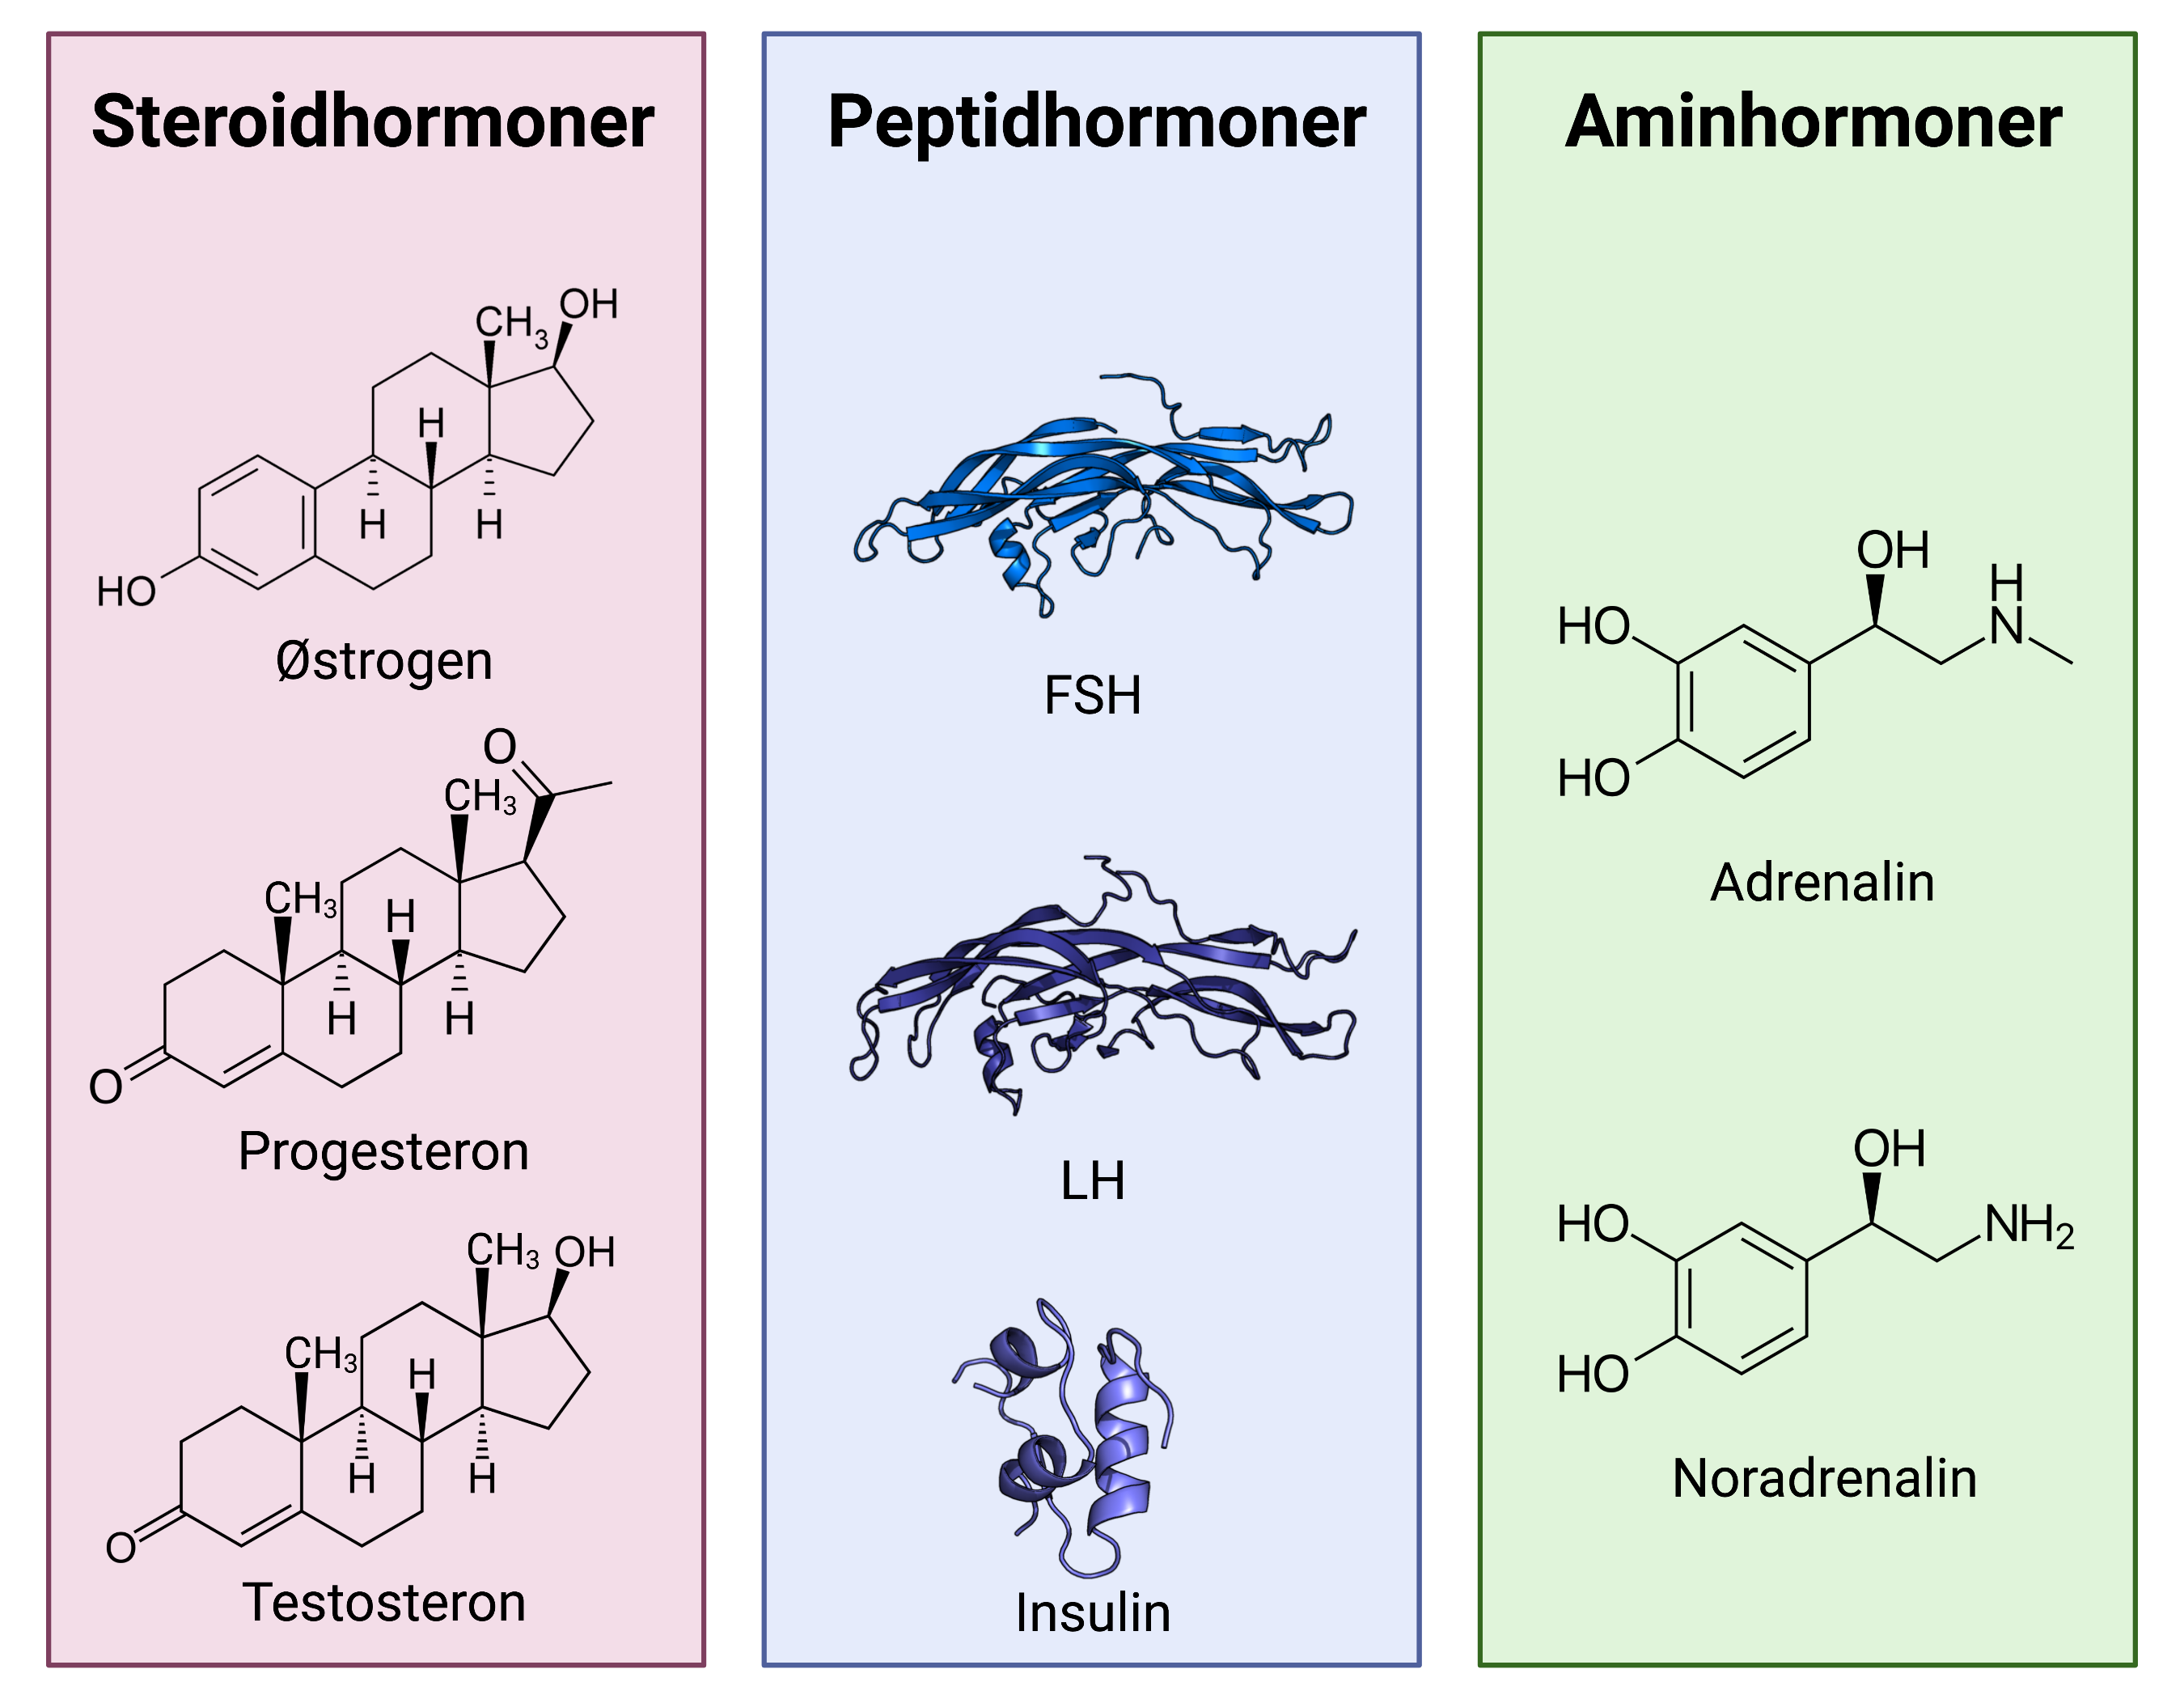 Steroidhormoner
OH
CH3
H
H
H
HO
Østrogen
O
CH3
CH3
H
H
H
O
Progesteron
CH3
OH
CH3
H
H
H
O
Testosteron
Peptidhormoner
FSH
LH
Insulin
Aminhormoner
OH
H
N
HO
HO
Adrenalin
OH
HO
NH2
HO
Noradrenalin